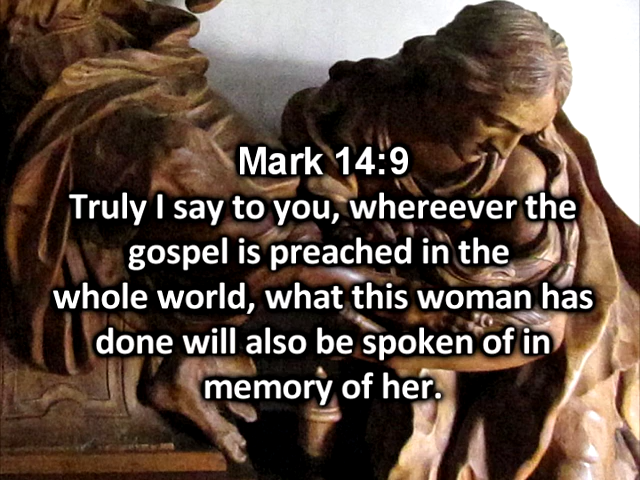 Mark 14:9
Truly I say to you, whereever the
gospel is preached in the
whole world, what this woman has
done will also be spoken of in
memory of her.